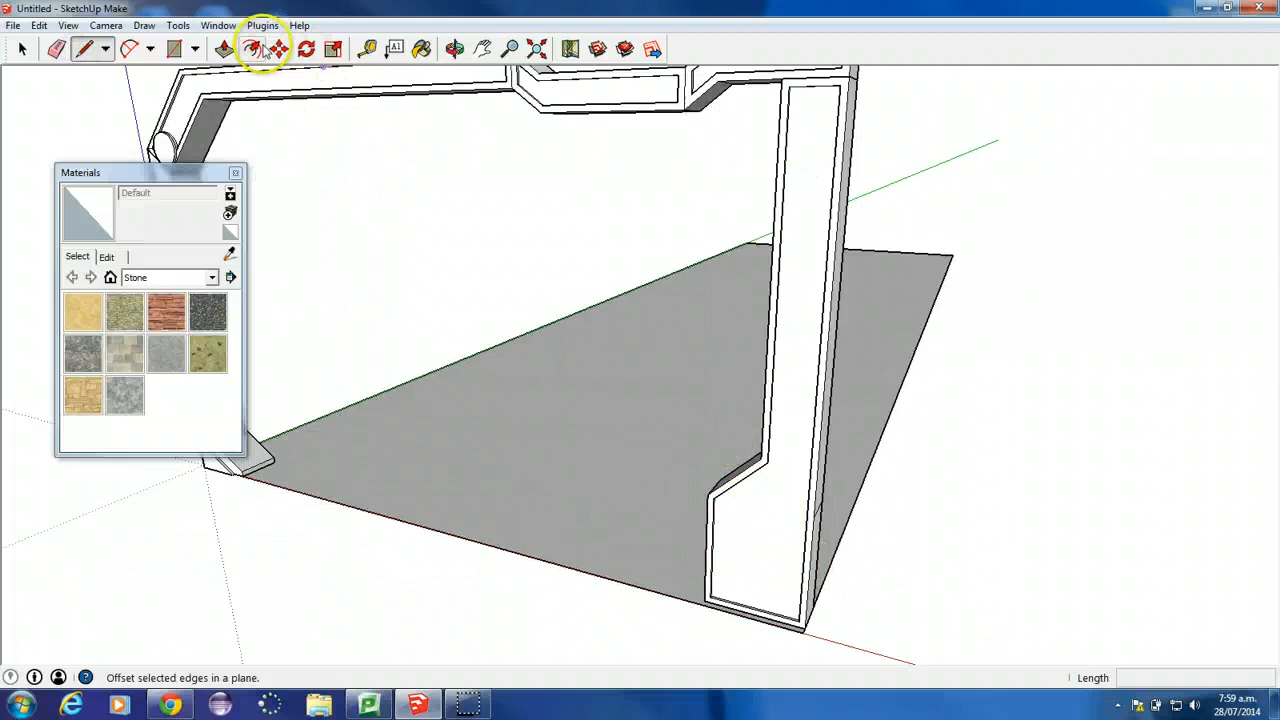 Untitled - SketchUp Make
File Edit View Camera Draw Tools Window Plugins Help
A1
Materials
Default
Select Edit
Stone
Offset selected edges in a plane.
Length
7:59 a.m.
28/07/2014